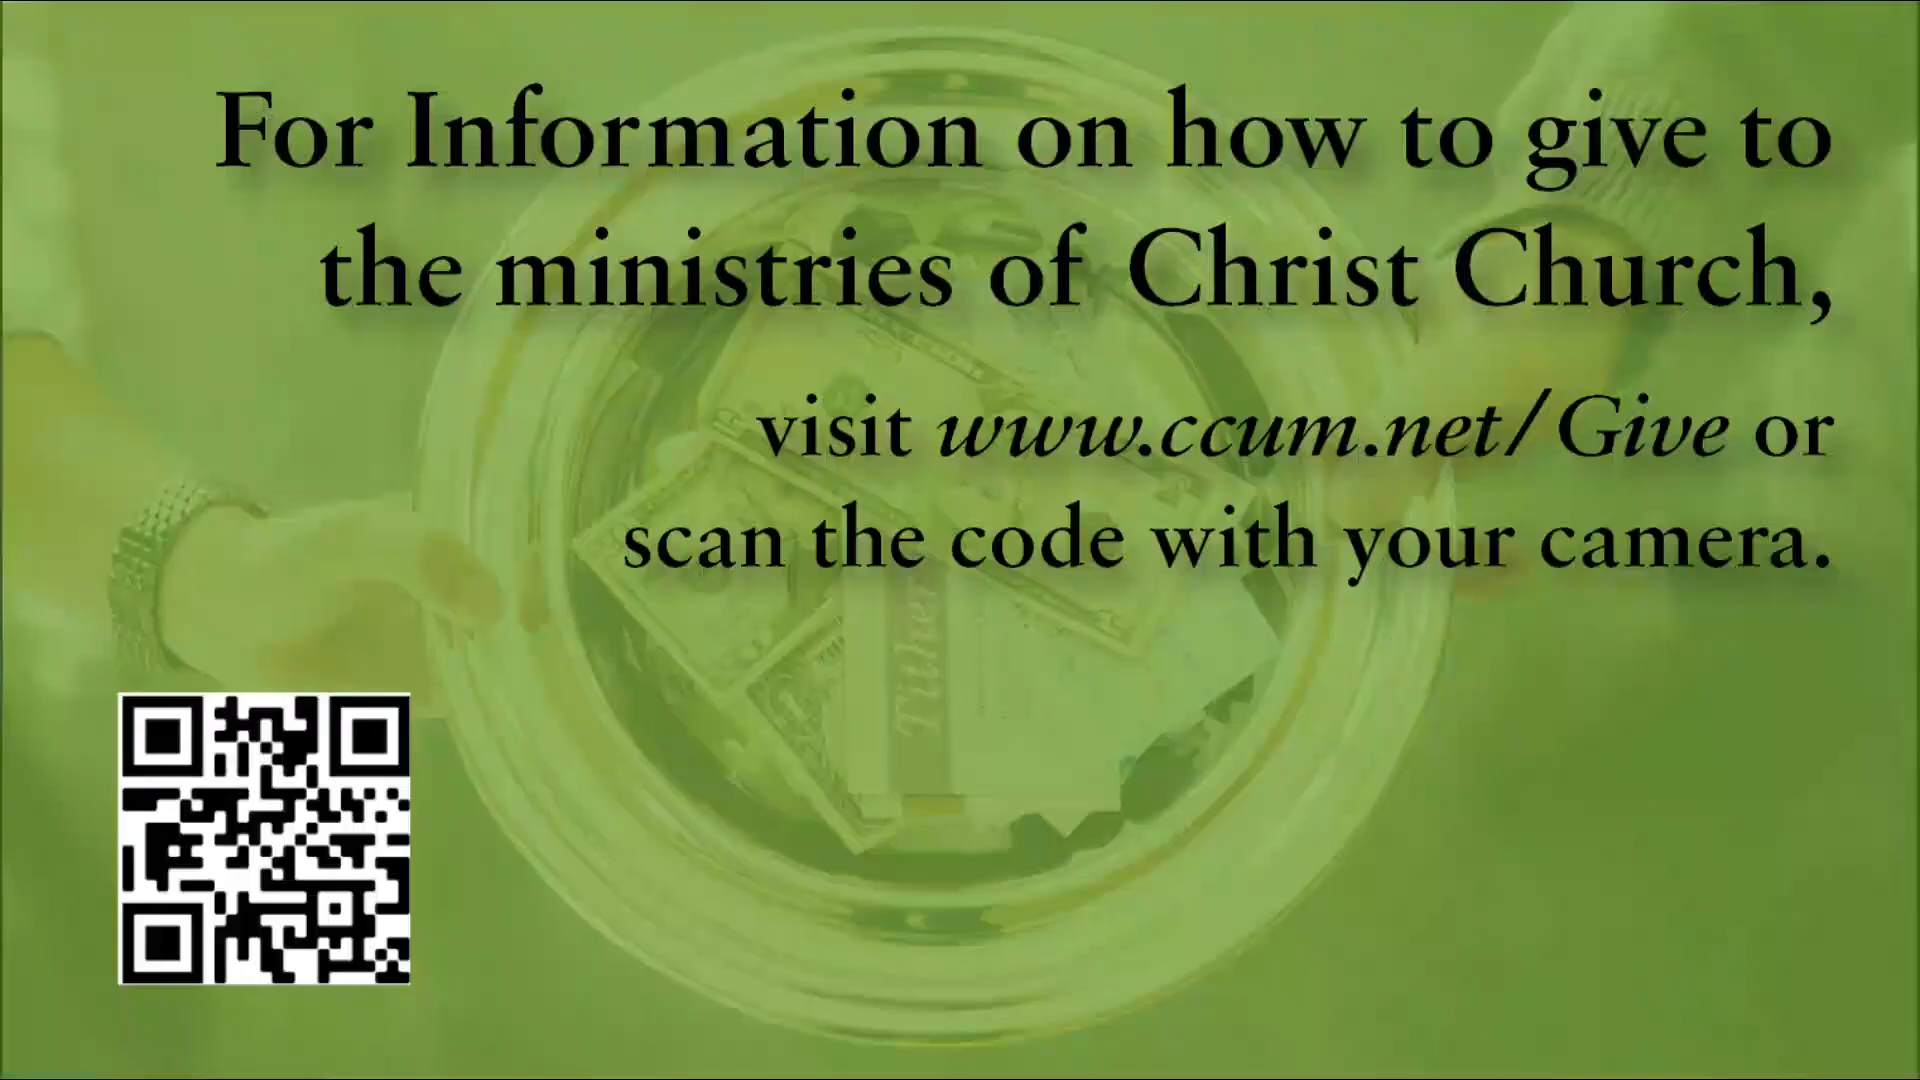 For Information on how to give to
the ministries of Christ Church,
visit www.ccum.net/Give or
scan the code with your camera.
Tither